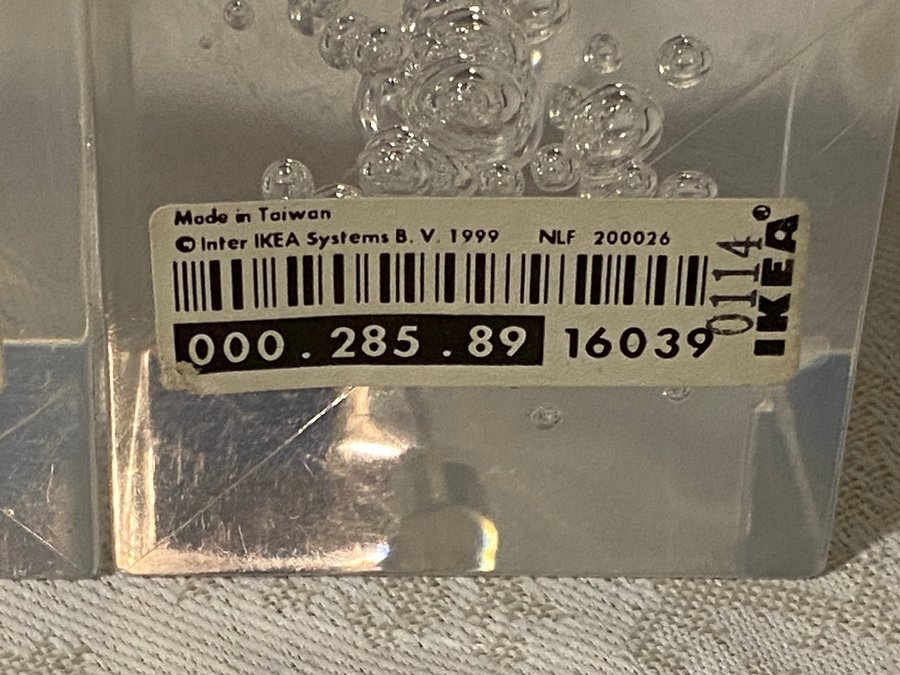 Made in Taiwan
© Inter IKEA Systems B. V. 1999 NLF 200026
000 . 285 . 89 16039
0114
IKEA®